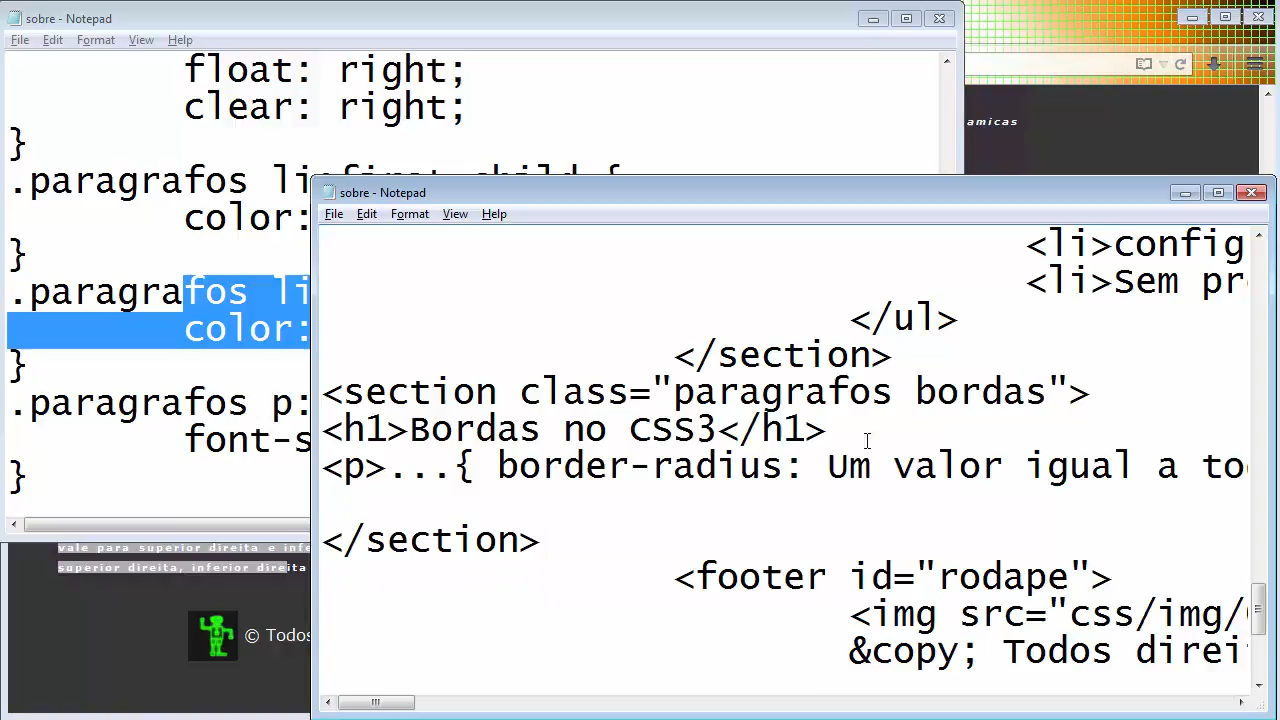 sobre - Notepad
File Edit Format View Help
float: right;
clear: right;
}
.paragrafos li:first-child {
color:
}
.paragrafos li
color:
}
.paragrafos p:
font-s
}
amicas
sobre - Notepad
File Edit Format View Help
<li>config
<li>Sem pr
</ul>
</section>
<section class="paragrafos bordas">
<h1>Bordas no CSS3</h1>
<p>...{ border-radius: Um valor igual a to
</section>
<footer id="rodape">
<img src="css/img/
&copy; Todos direi
vale para superior direita e infe
superior direita, inferior direita
© Todos